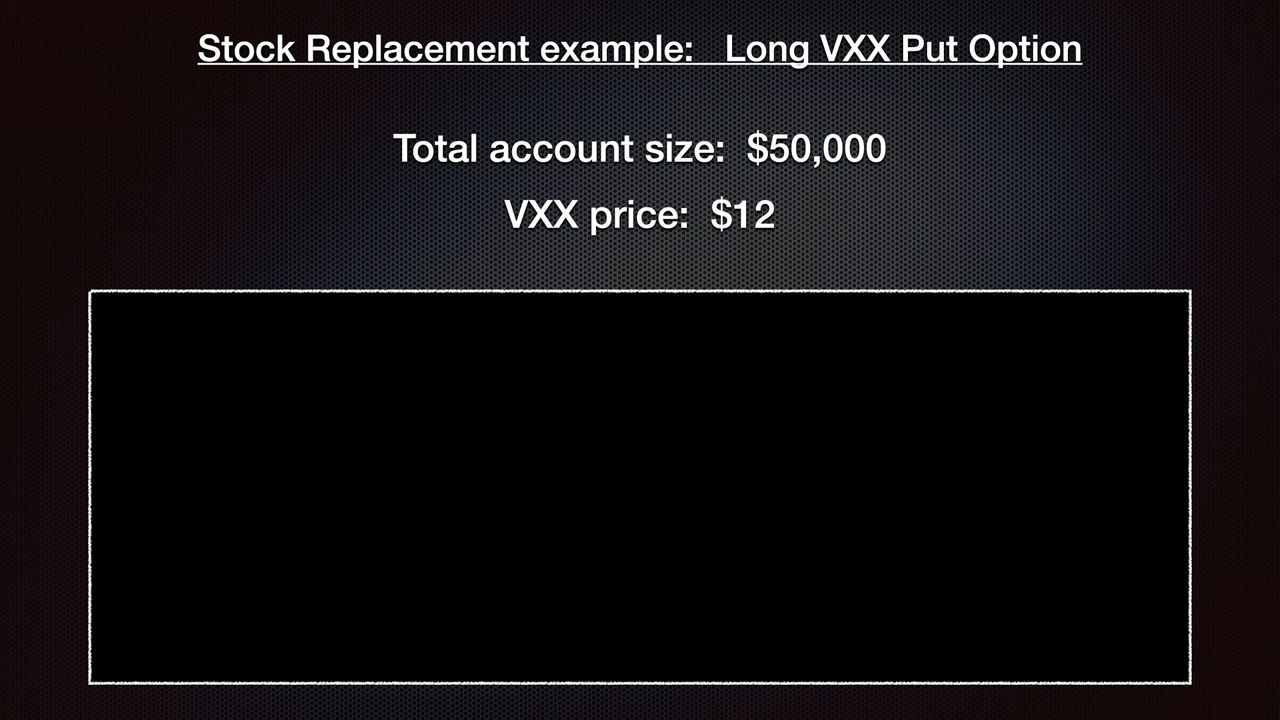 Stock Replacement example: Long VXX Put Option
Total account size: $50,000
VXX price: $12